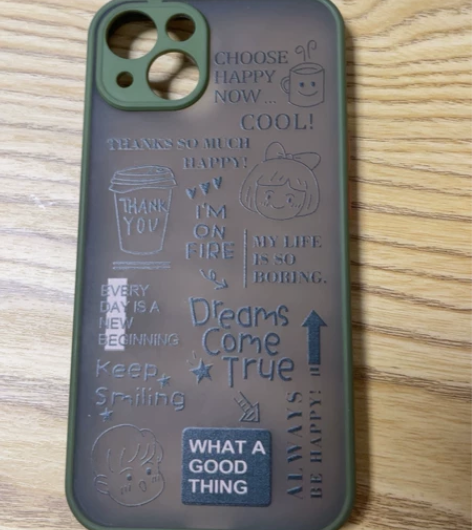 CHOOSE
HAPPY
NOW ...
COOL!
THANKS SO MUCH
HAPPY!
THANK
YOU
I'M
ON
FIRE
MY LIFE
IS SO
BORING.
EVERY
DAY IS A
NEW
BEGINNING
Dreams
Come
True
Keep
Smiling
ALWAYS
BE HAPPY!
WHAT A
GOOD
THING